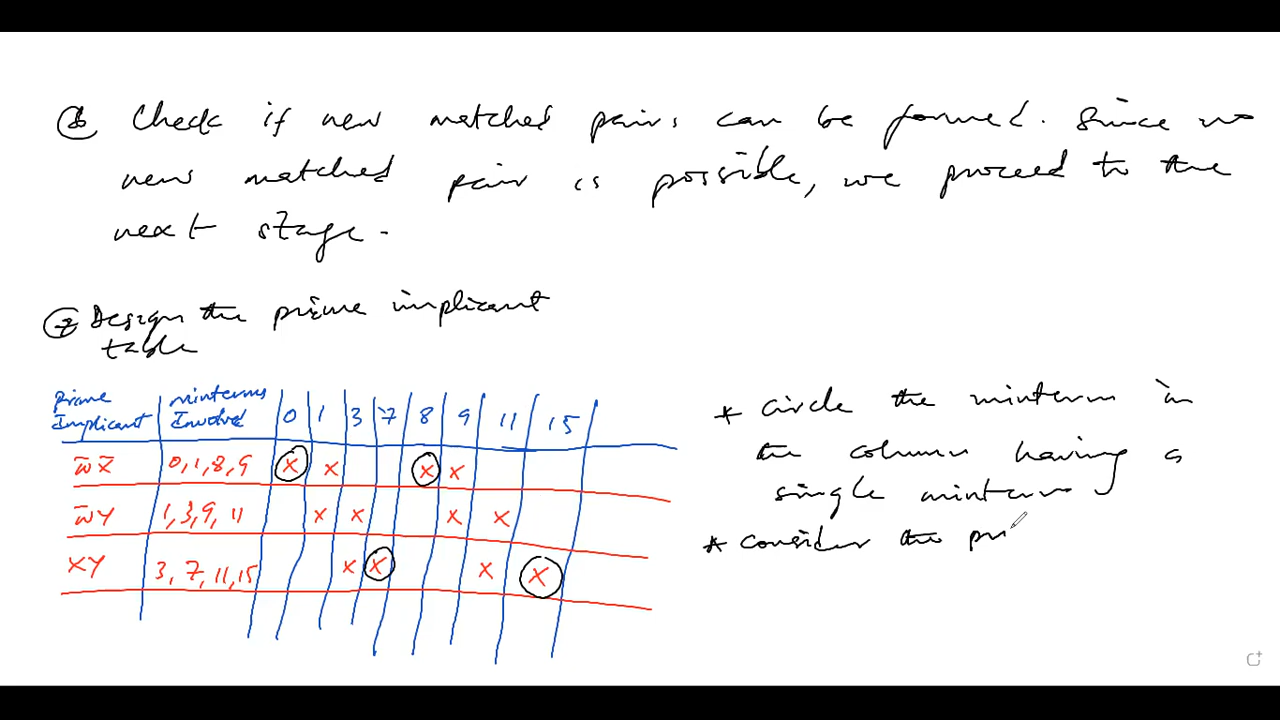 ⑥ Check if new matched pairs can be formed. Since no
new matched pair is possible, we proceed to the
next stage.
⑦ Design the prime implicant
table
Prime Implicant | minterms Involved | 0 | 1 | 3 | 7 | 8 | 9 | 11 | 15
w̅ z̅ | 0,1,8,9 | x | x | | | x | x | |
w̅ y | 1,3,9,11 | | x | x | | | x | x |
xy | 3,7,11,15 | | | x | x | | | x | x
* circle the minterm in
the column having a
single minterm
* consider the pri